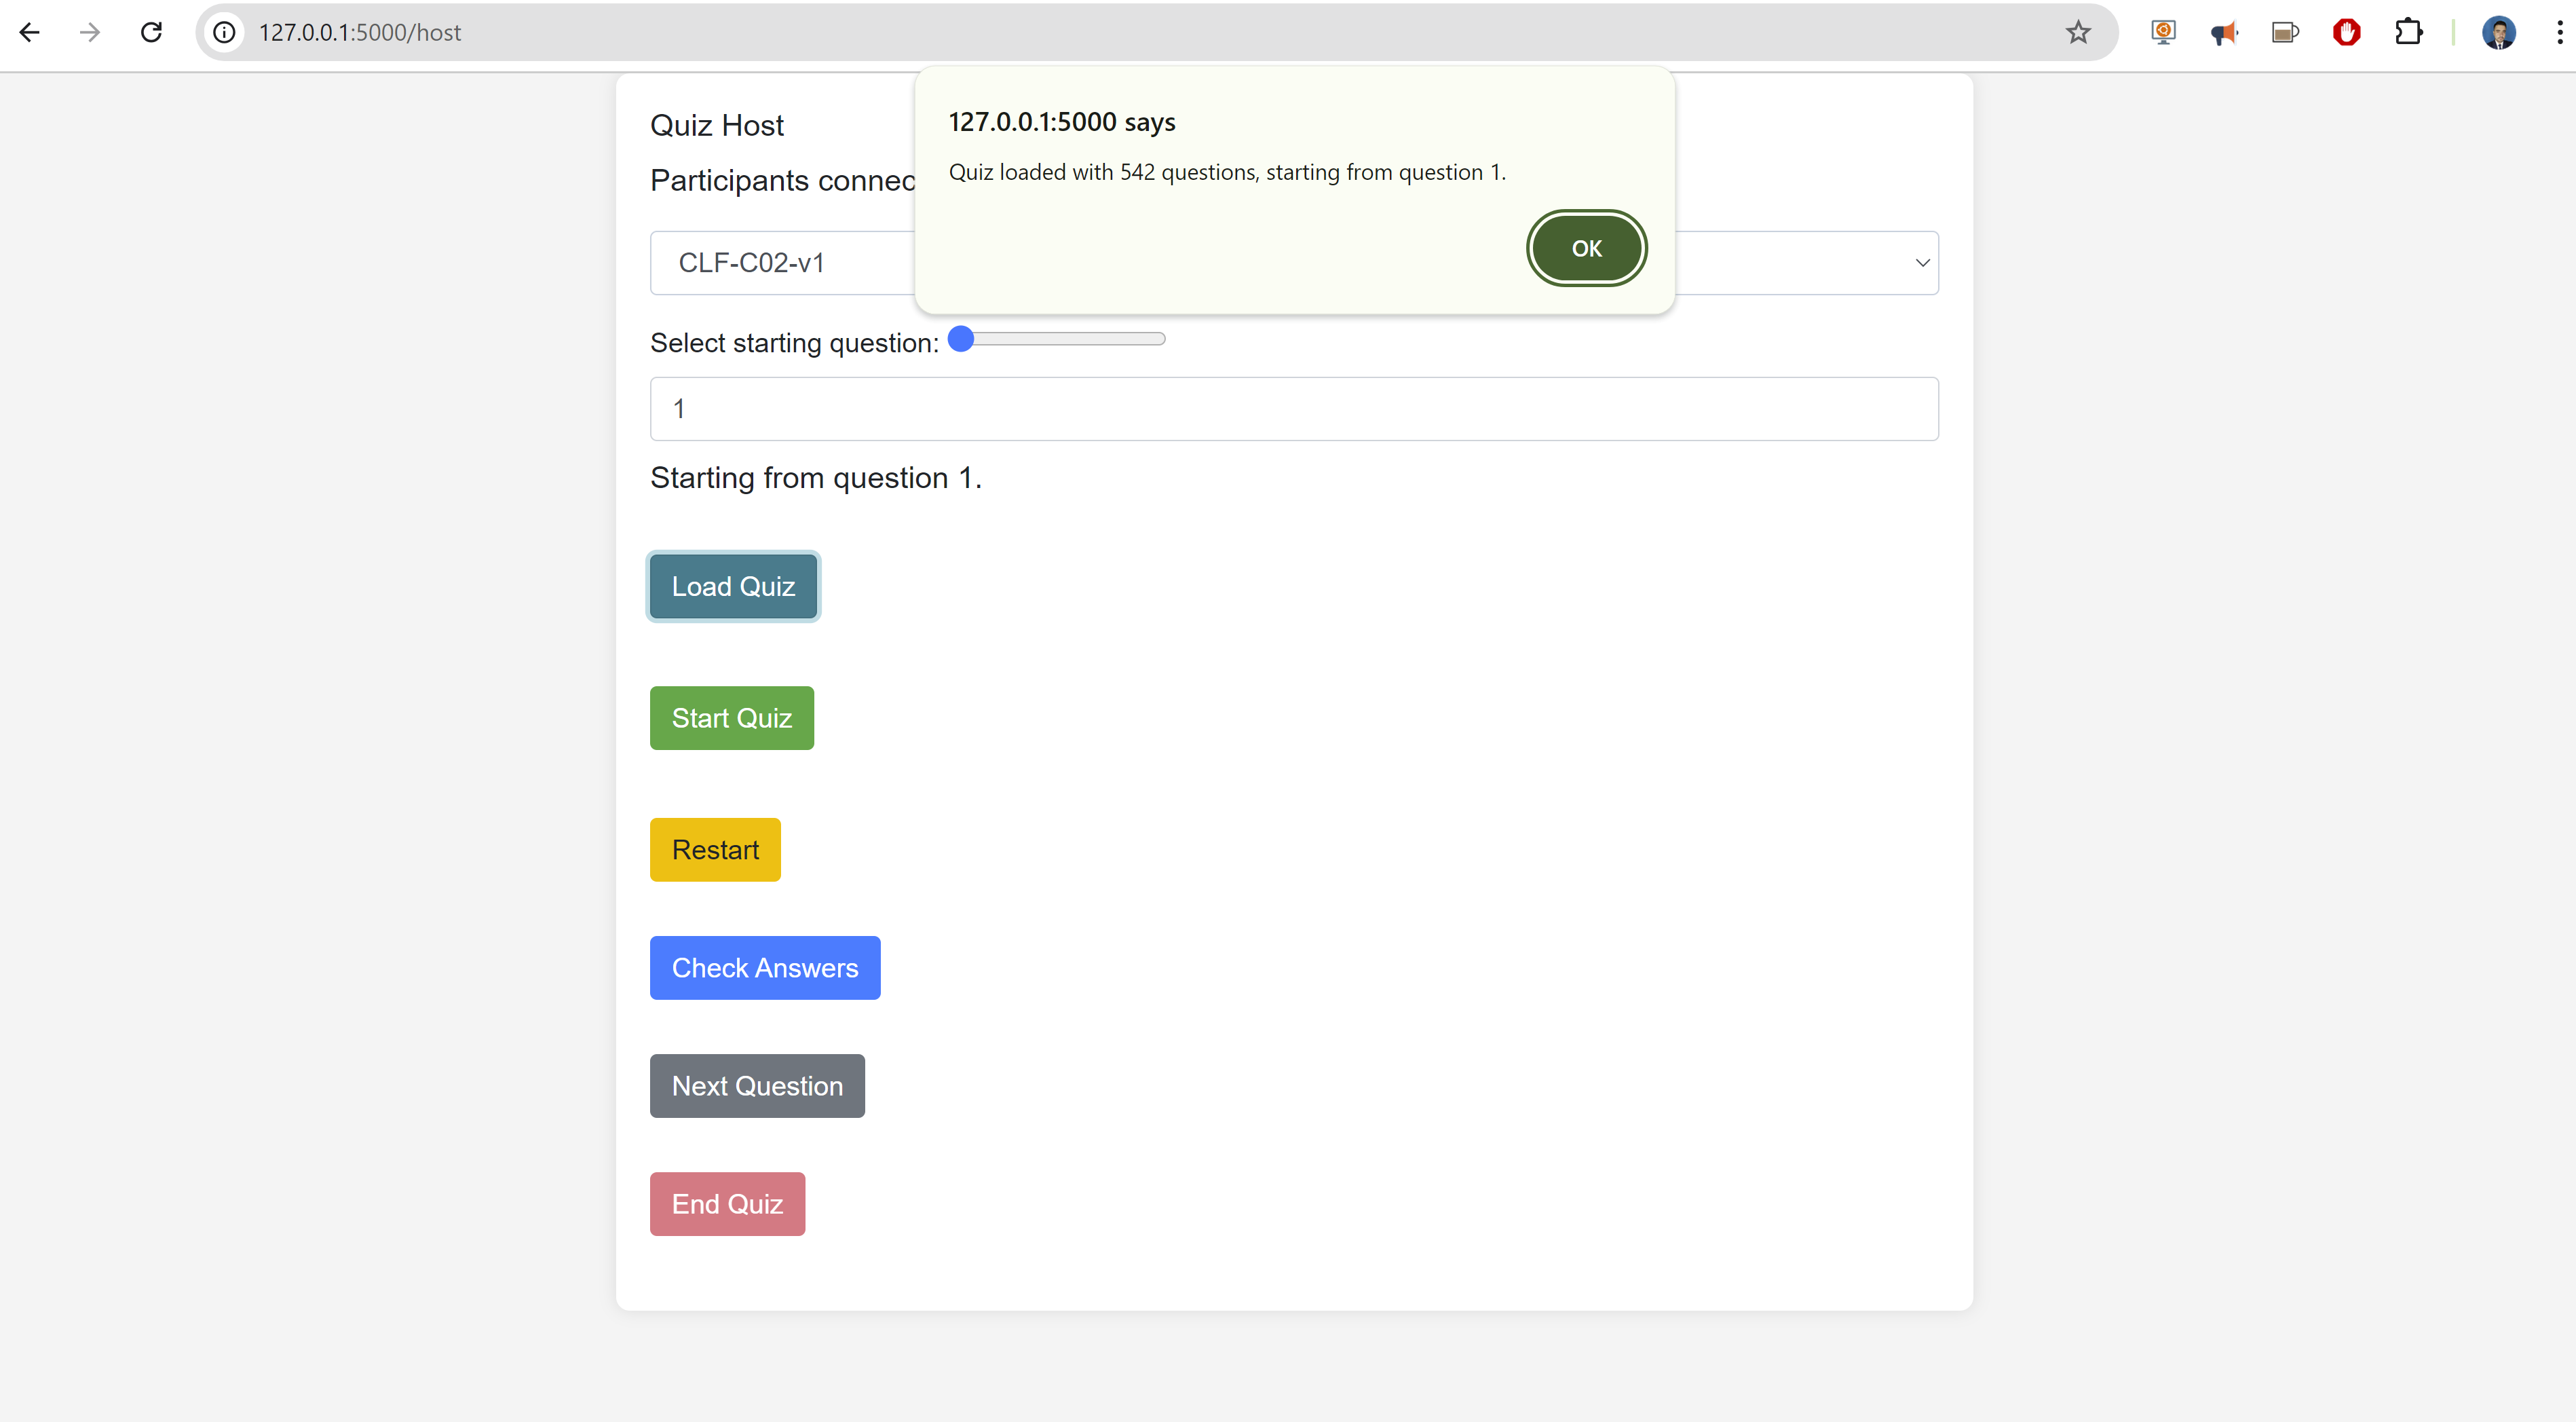 127.0.0.1:5000/host
127.0.0.1:5000 says
Quiz loaded with 542 questions, starting from question 1.
OK
Quiz Host
Participants connec
CLF-C02-v1
Select starting question:
1
Starting from question 1.
Load Quiz
Start Quiz
Restart
Check Answers
Next Question
End Quiz